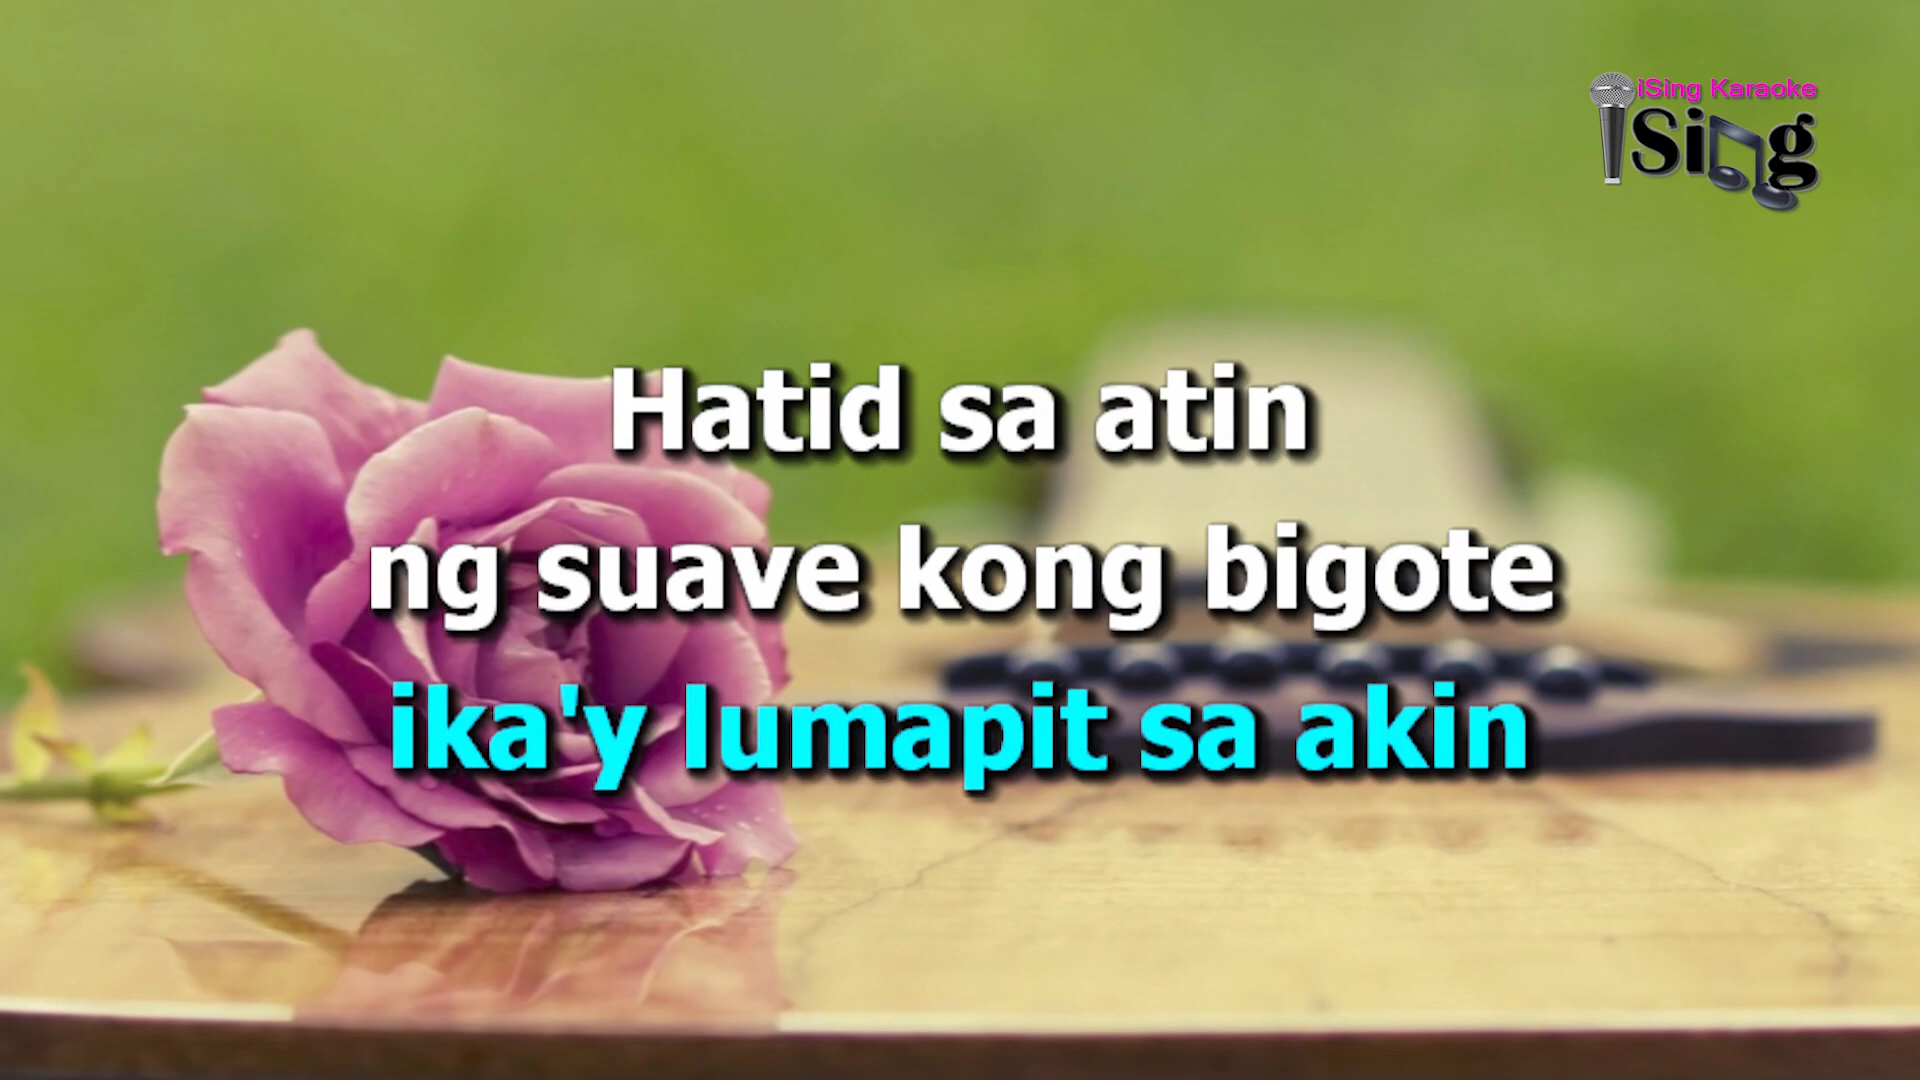 iSing Karaoke
iSing
Hatid sa atin
ng suave kong bigote
ika'y lumapit sa akin